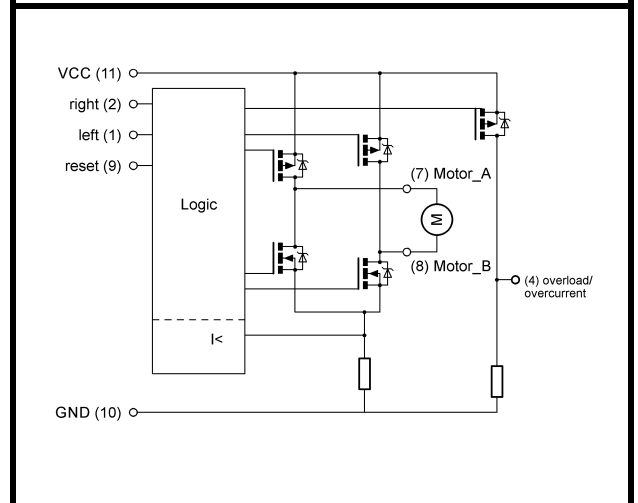 VCC (11)
right (2)
left (1)
reset (9)
Logic
(7) Motor_A
M
(8) Motor_B
(4) overload/
overcurrent
I<
GND (10)